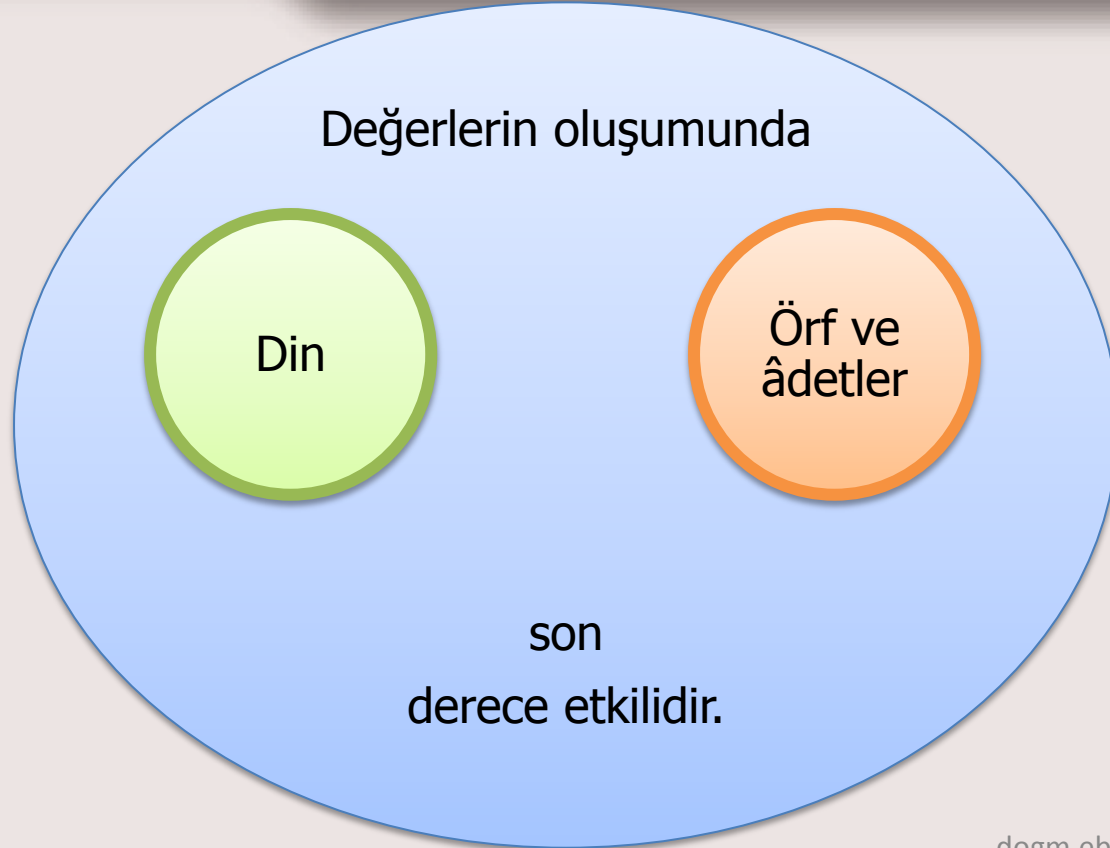 Değerlerin oluşumunda
Din
Örf ve
âdetler
son
derece etkilidir.